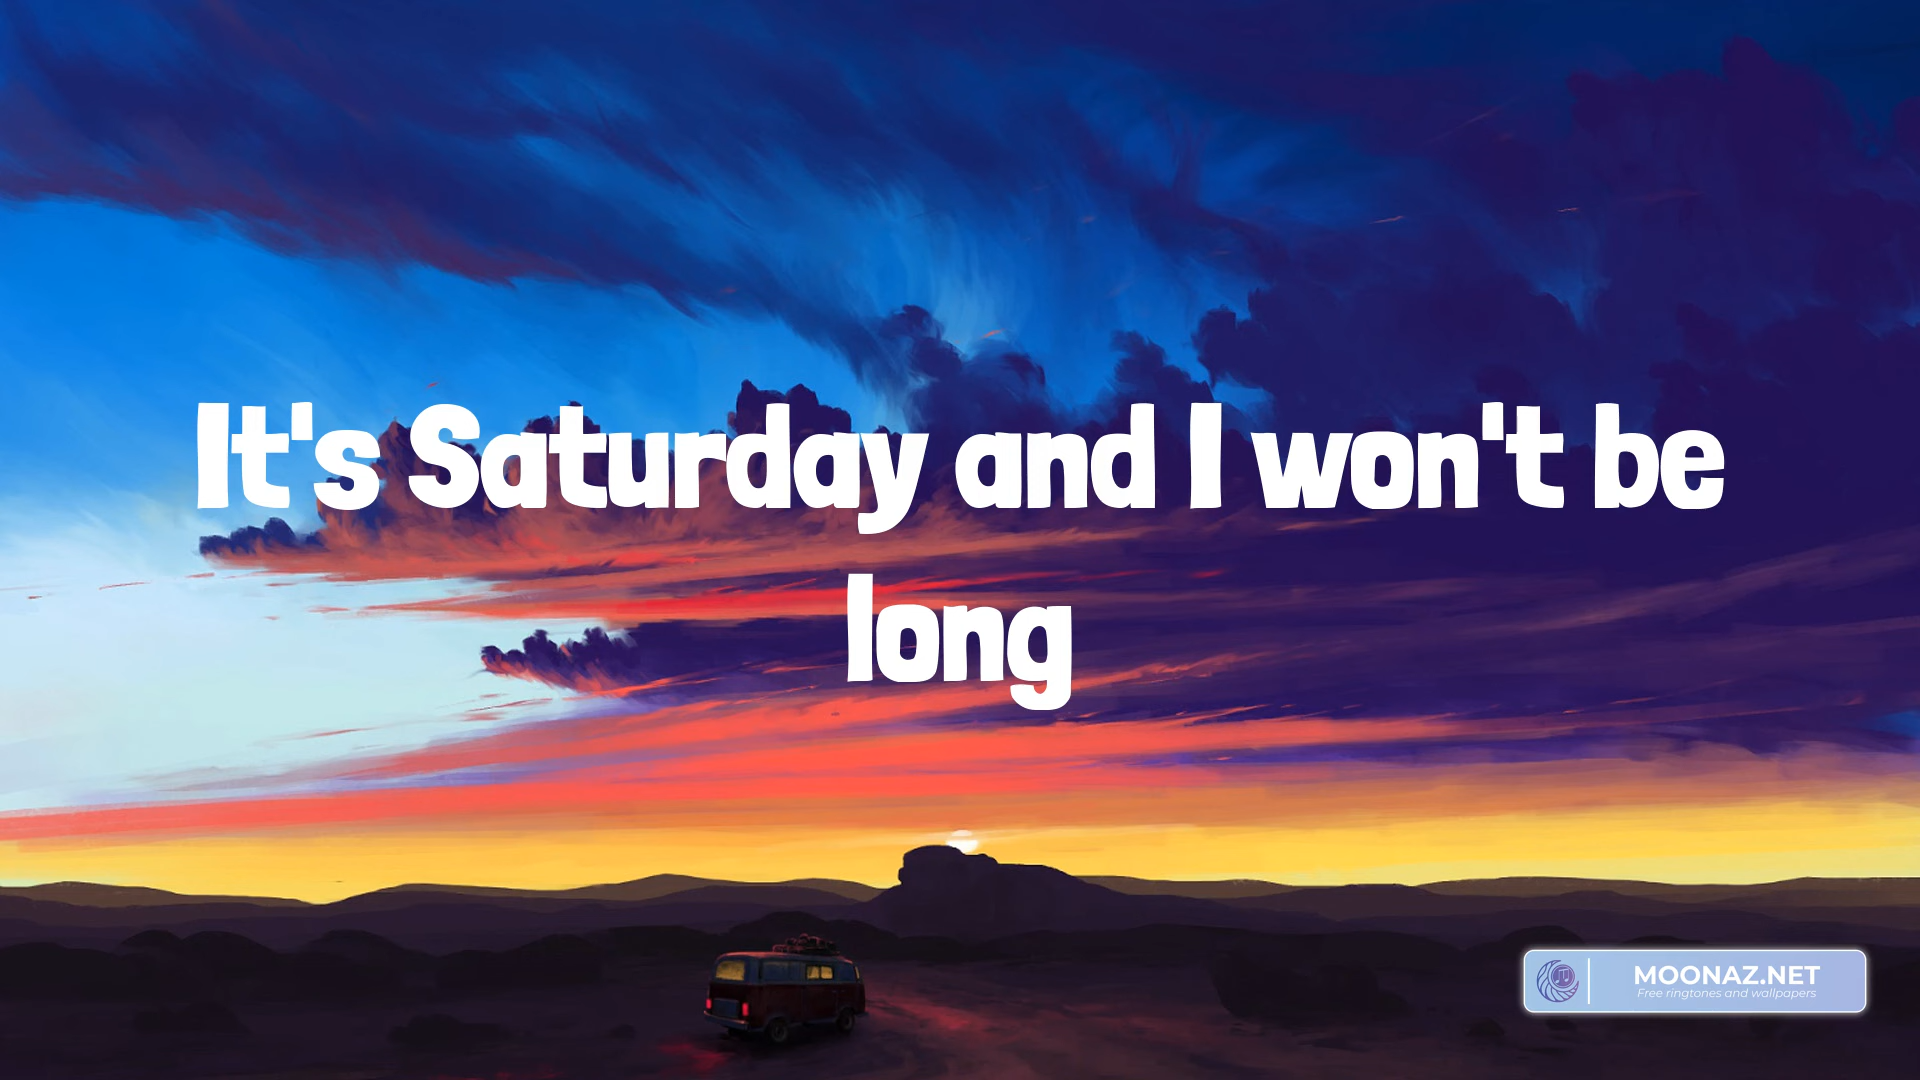 It's Saturday and I won't be
long
MOONAZ.NET
Free ringtones and wallpapers